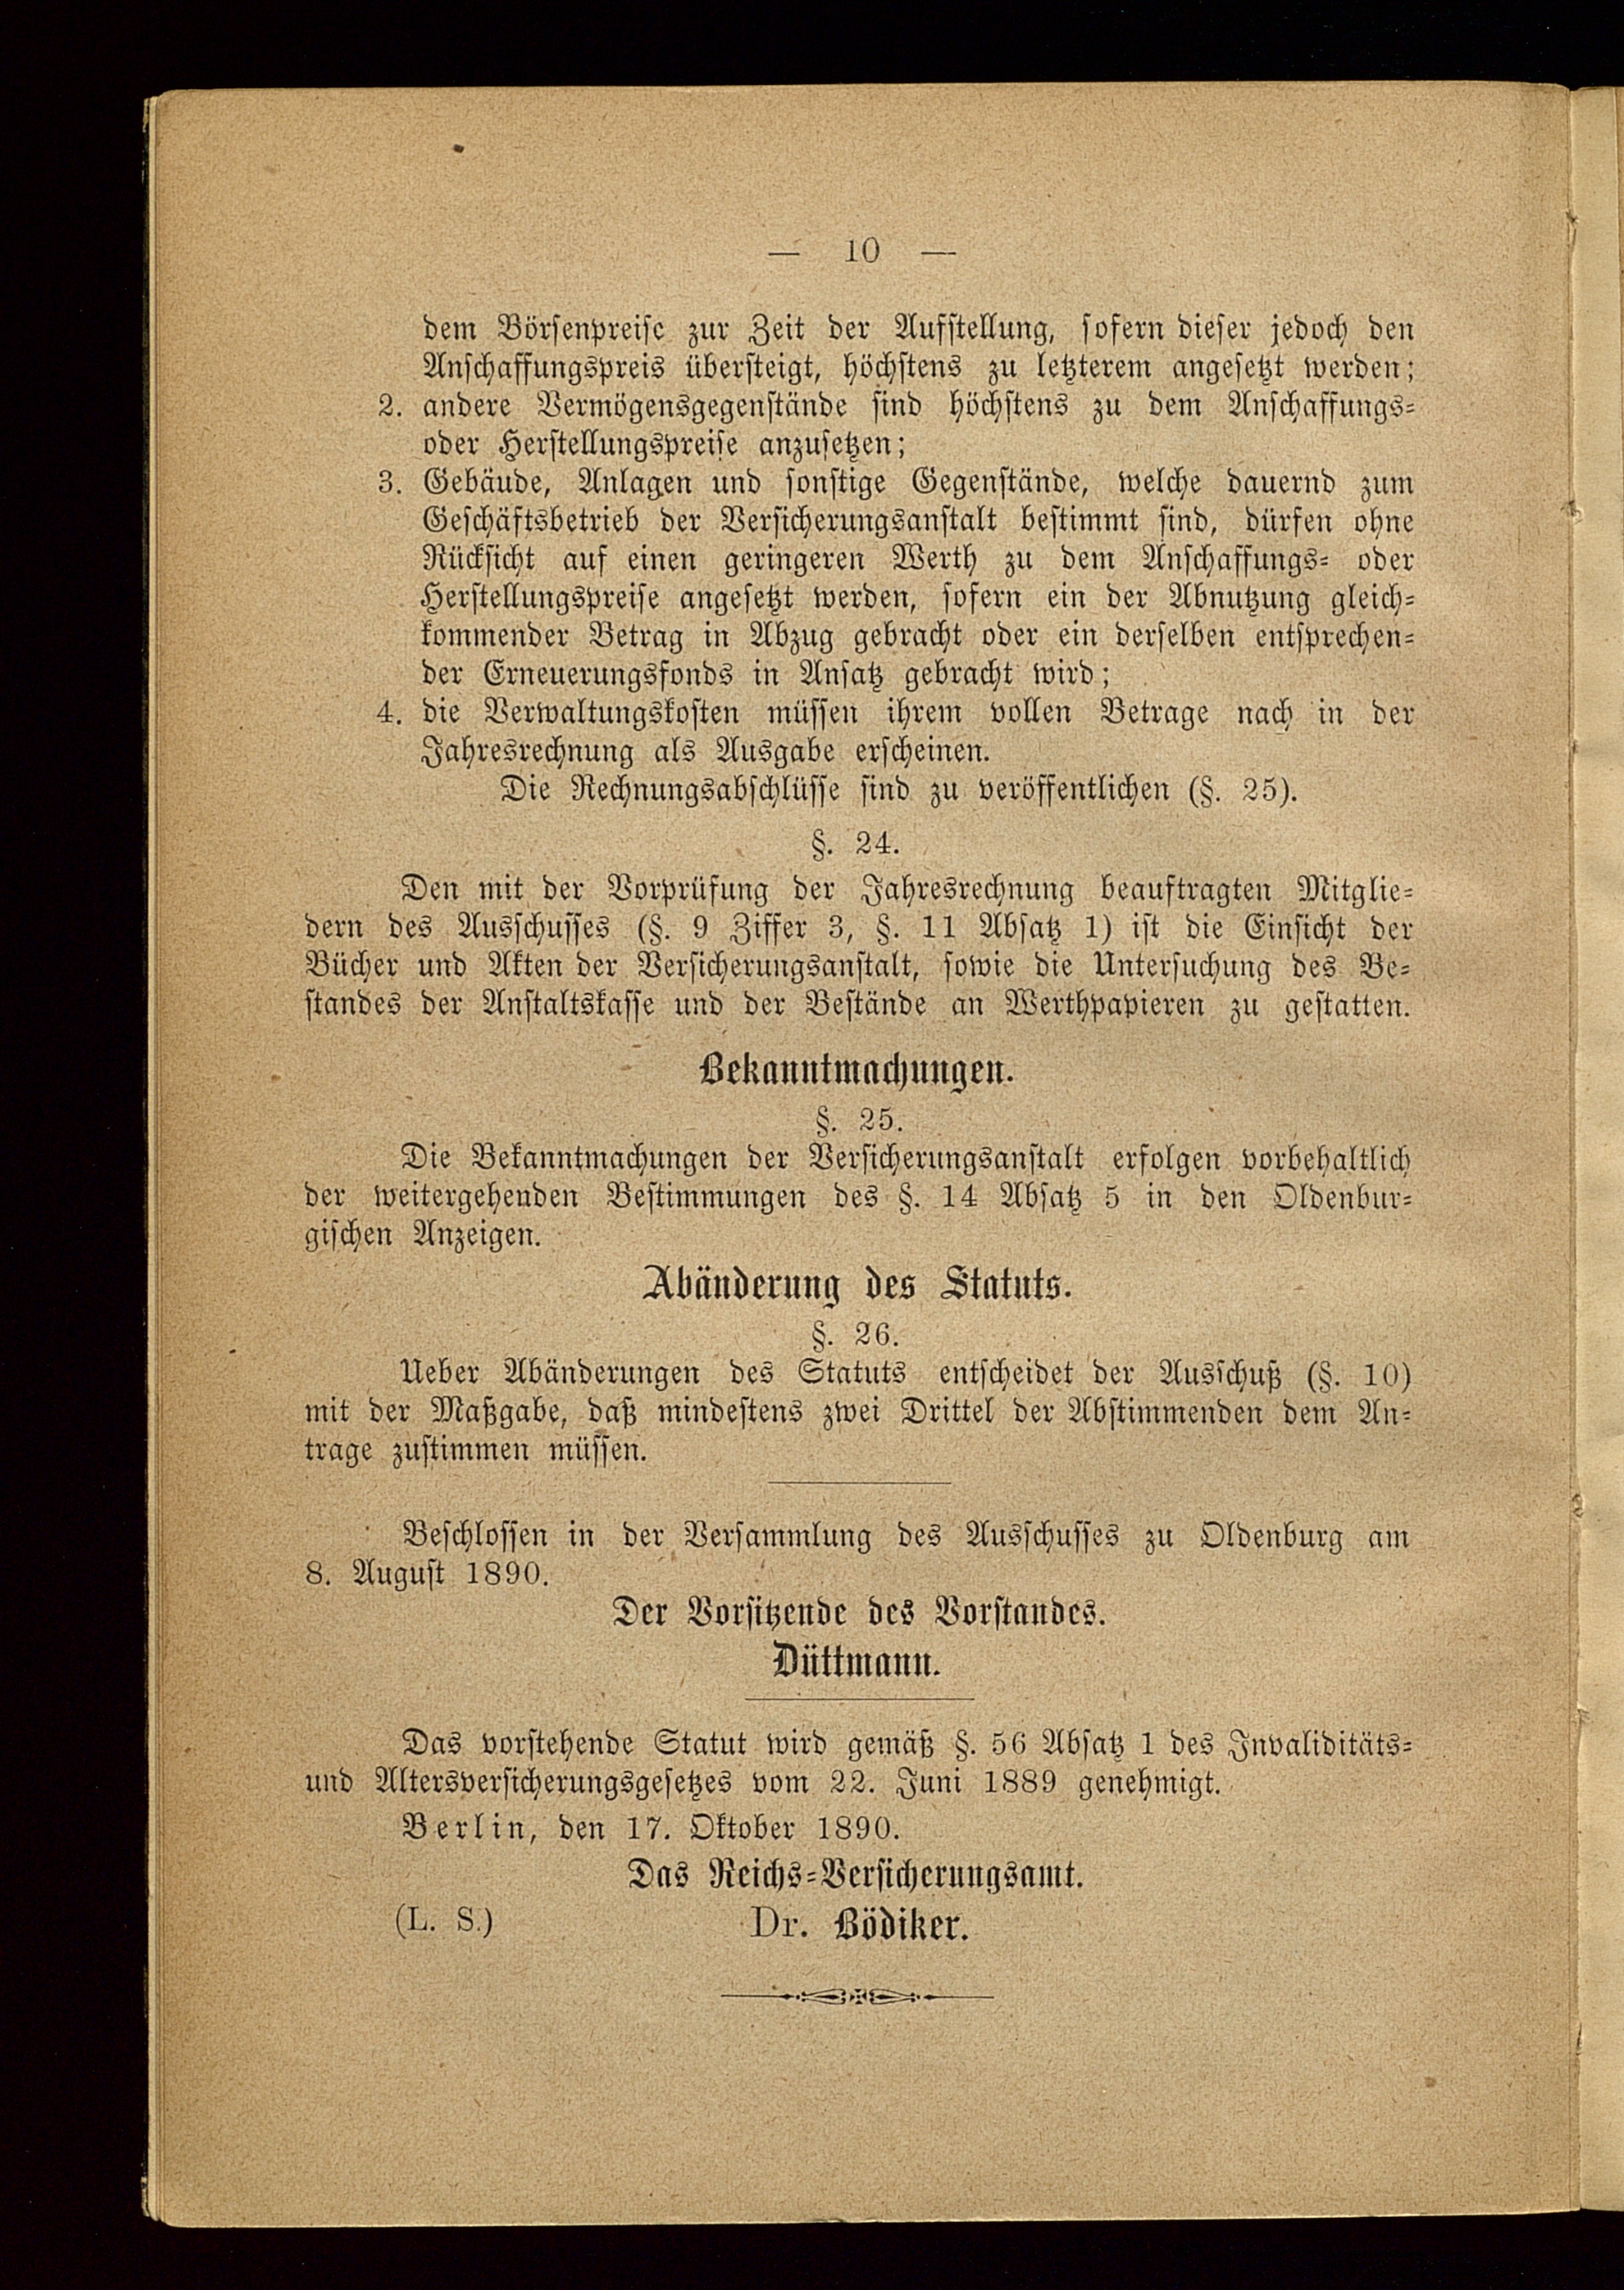 — 10 —
dem Börsenpreise zur Zeit der Aufstellung, sofern dieser jedoch den
Anschaffungspreis übersteigt, höchstens zu letzterem angesetzt werden;
2. andere Vermögensgegenstände sind höchstens zu dem Anschaffungs-
oder Herstellungspreise anzusetzen;
3. Gebäude, Anlagen und sonstige Gegenstände, welche dauernd zum
Geschäftsbetrieb der Versicherungsanstalt bestimmt sind, dürfen ohne
Rücksicht auf einen geringeren Werth zu dem Anschaffungs- oder
Herstellungspreise angesetzt werden, sofern ein der Abnutzung gleich-
kommender Betrag in Abzug gebracht oder ein derselben entsprechen-
der Erneuerungsfonds in Ansatz gebracht wird;
4. die Verwaltungskosten müssen ihrem vollen Betrage nach in der
Jahresrechnung als Ausgabe erscheinen.
Die Rechnungsabschlüsse sind zu veröffentlichen (§. 25).
§. 24.
Den mit der Vorprüfung der Jahresrechnung beauftragten Mitglie-
dern des Ausschusses (§. 9 Ziffer 3, §. 11 Absatz 1) ist die Einsicht der
Bücher und Akten der Versicherungsanstalt, sowie die Untersuchung des Be-
standes der Anstaltskasse und der Bestände an Werthpapieren zu gestatten.
Bekanntmachungen.
§. 25.
Die Bekanntmachungen der Versicherungsanstalt erfolgen vorbehaltlich
der weitergehenden Bestimmungen des §. 14 Absatz 5 in den Oldenbur-
gischen Anzeigen.
Abänderung des Statuts.
§. 26.
Ueber Abänderungen des Statuts entscheidet der Ausschuß (§. 10)
mit der Maßgabe, daß mindestens zwei Drittel der Abstimmenden dem An-
trage zustimmen müssen.
Beschlossen in der Versammlung des Ausschusses zu Oldenburg am
8. August 1890.
Der Vorsitzende des Vorstandes.
Düttmann.
Das vorstehende Statut wird gemäß §. 56 Absatz 1 des Invaliditäts-
und Altersversicherungsgesetzes vom 22. Juni 1889 genehmigt.
Berlin, den 17. Oktober 1890.
Das Reichs-Versicherungsamt.
(L. S.) Dr. Bödiker.